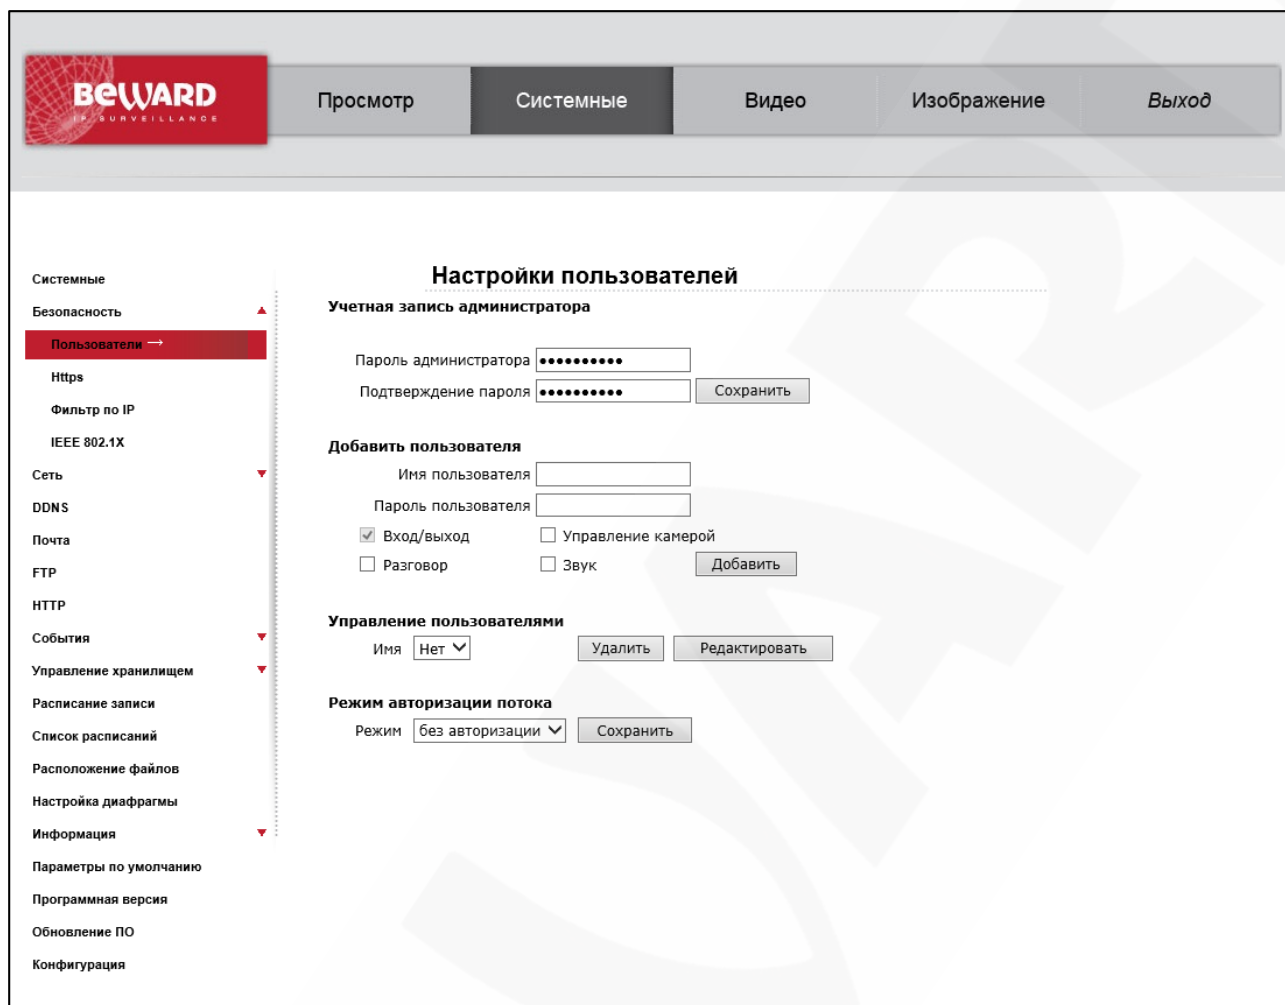 BEWARD
IP SURVEILLANCE
Просмотр
Системные
Видео
Изображение
Выход
Системные
Безопасность
Пользователи →
Https
Фильтр по IP
IEEE 802.1X
Сеть
DDNS
Почта
FTP
HTTP
События
Управление хранилищем
Расписание записи
Список расписаний
Расположение файлов
Настройка диафрагмы
Информация
Параметры по умолчанию
Программная версия
Обновление ПО
Конфигурация
Настройки пользователей
Учетная запись администратора
Пароль администратора ●●●●●●●●●●
Подтверждение пароля ●●●●●●●●●● Сохранить
Добавить пользователя
Имя пользователя
Пароль пользователя
Вход/выход Управление камерой
Разговор Звук Добавить
Управление пользователями
Имя Нет Удалить Редактировать
Режим авторизации потока
Режим без авторизации Сохранить